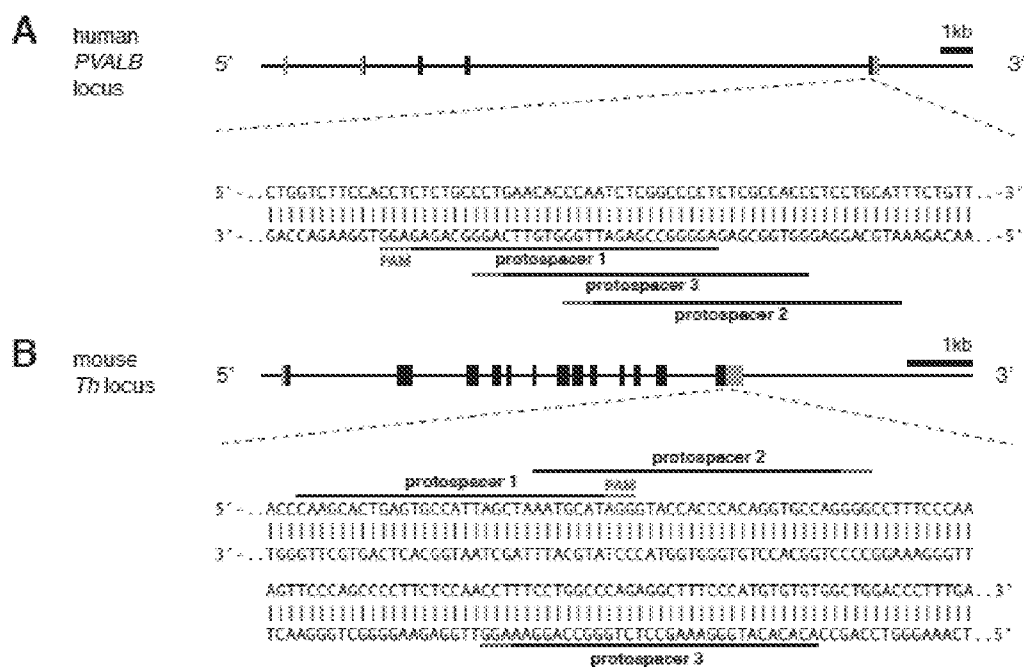 A
human
PVALB
locus
5'
3'
1kb
5'-..CTGGTCTTCCACCTCTCTGCCCTGAACACCCAATCTCGGCCCCTCTCGCCACCCTCCTGCATTTCTGTT..-3'
3'-..GACCAGAAGGTGGAGAGACGGGACTTGTGGGTTAGAGCCGGGGAGAGCGGTGGGAGGACGTAAAGACAA..-5'
PAM
protospacer 1
protospacer 3
protospacer 2
B
mouse
Th locus
5'
3'
1kb
protospacer 2
protospacer 1
PAM
5'-..ACCCAAGCACTGAGTGCCATTAGCTAAATGCATAGGGTACCACCCACAGGTGCCAGGGGCCTTTCCCAA
3'-..TGGGTTCGTGACTCACGGTAATCGATTTACGTATCCCATGGTGGGTGTCCACGGTCCCCGGAAAGGGTT
AGTTCCCAGCCCCTTCTCCAACCTTTCCTGGCCCAGAGGCTTTCCCATGTGTGTGGCTGGACCCTTTGA..3'
TCAAGGGTCGGGGAAGAGGTTGGAAAGGACCGGGTCTCCGAAAGGGTACACACACCGACCTGGGAAACT..5'
protospacer 3